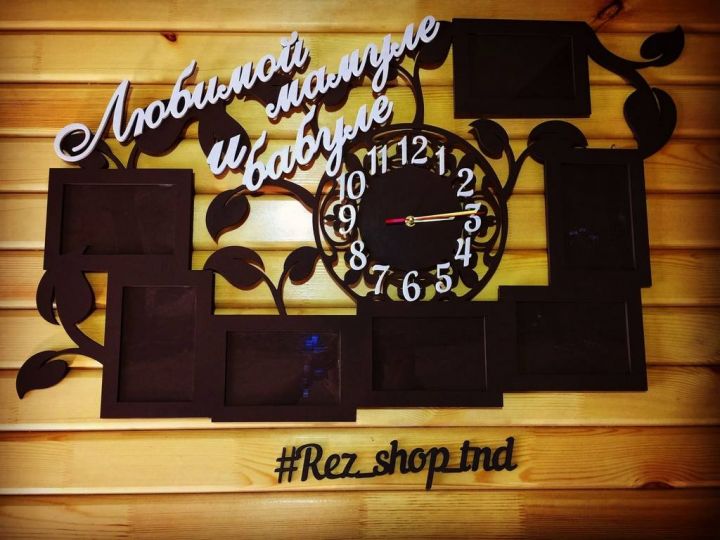 Любимой
мамуле
и бабуле
11 12 1
10 2
9 3
8 4
7 6 5
#Rez_shop_tnd